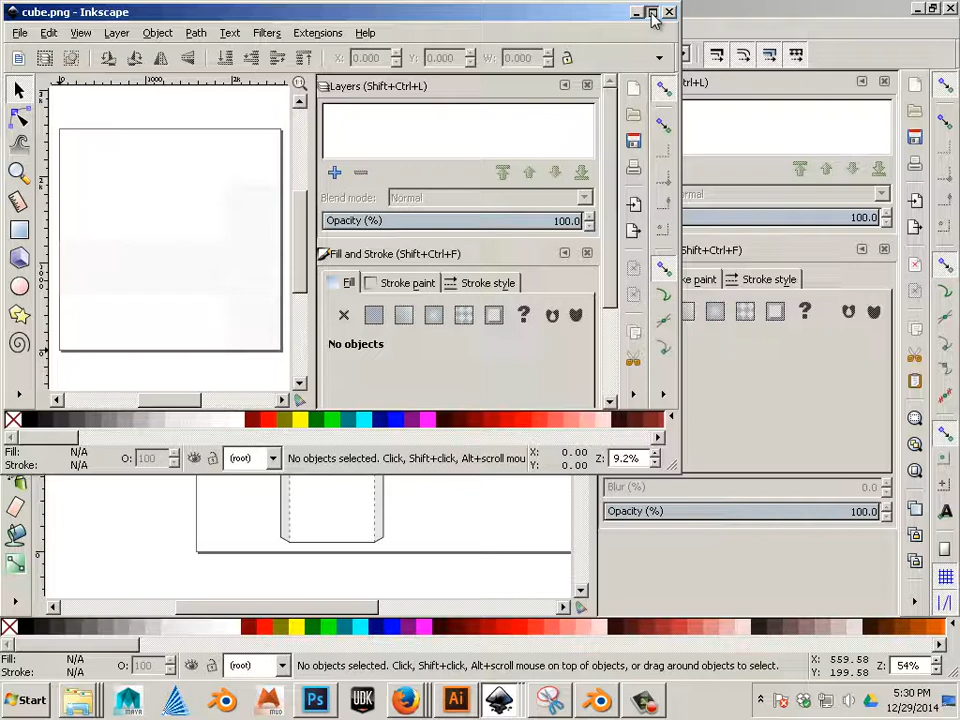 cube.png - Inkscape
File Edit View Layer Object Path Text Filters Extensions Help
X: 0.000 Y: 0.000 W: 0.000
Layers (Shift+Ctrl+L)
Blend mode: Normal
Opacity (%) 100.0
Fill and Stroke (Shift+Ctrl+F)
Fill Stroke paint Stroke style
No objects
Fill: N/A
Stroke: N/A
O: 100
(root)
No objects selected. Click, Shift+click, Alt+scroll mou
X: 0.00
Y: 0.00
Z: 9.2%
rl+L)
rmal
100.0
Shift+Ctrl+F)
paint Stroke style
Blur (%) 0.0
Opacity (%) 100.0
Fill: N/A
Stroke: N/A
O: 100
(root)
No objects selected. Click, Shift+click, Alt+scroll mouse on top of objects, or drag around objects to select.
X: 559.58
Y: 199.58
Z: 54%
Start
MAYA
Ps
UDK
Ai
MUD
5:30 PM
12/29/2014